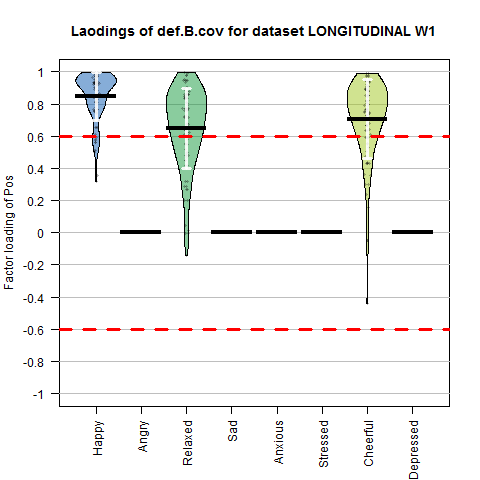 Laodings of def.B.cov for dataset LONGITUDINAL W1
Factor loading of Pos
1
0.8
0.6
0.4
0.2
0
-0.2
-0.4
-0.6
-0.8
-1
Happy
Angry
Relaxed
Sad
Anxious
Stressed
Cheerful
Depressed